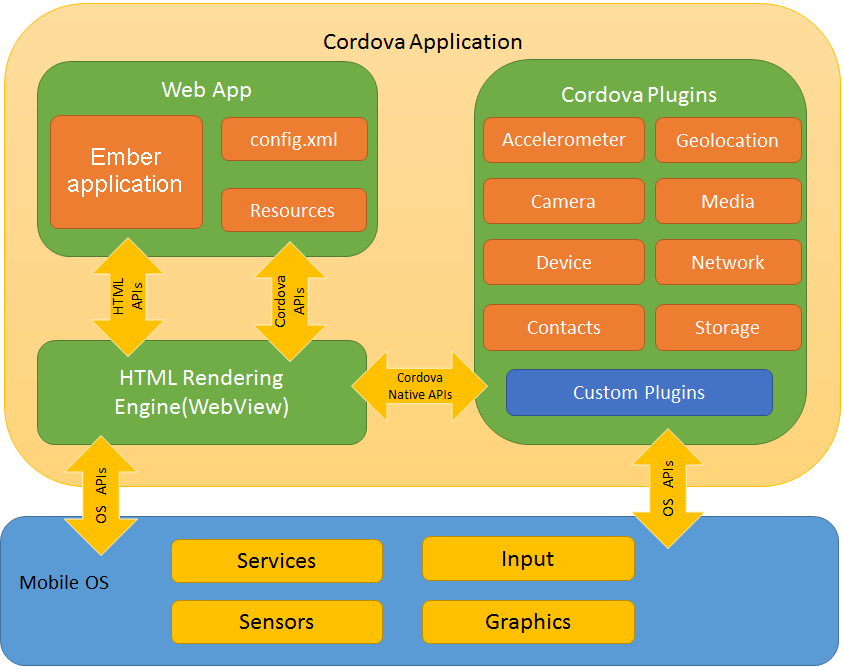 Cordova Application
Web App
Ember
application
config.xml
Resources
Cordova Plugins
Accelerometer
Geolocation
Camera
Media
Device
Network
Contacts
Storage
Custom Plugins
HTML
APIs
Cordova
APIs
HTML Rendering
Engine(WebView)
Cordova
Native APIs
OS APIs
OS APIs
Mobile OS
Services
Input
Sensors
Graphics